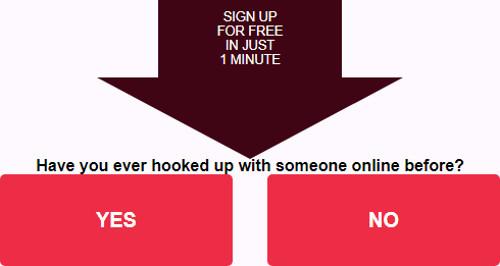 SIGN UP
FOR FREE
IN JUST
1 MINUTE
Have you ever hooked up with someone online before?
YES
NO